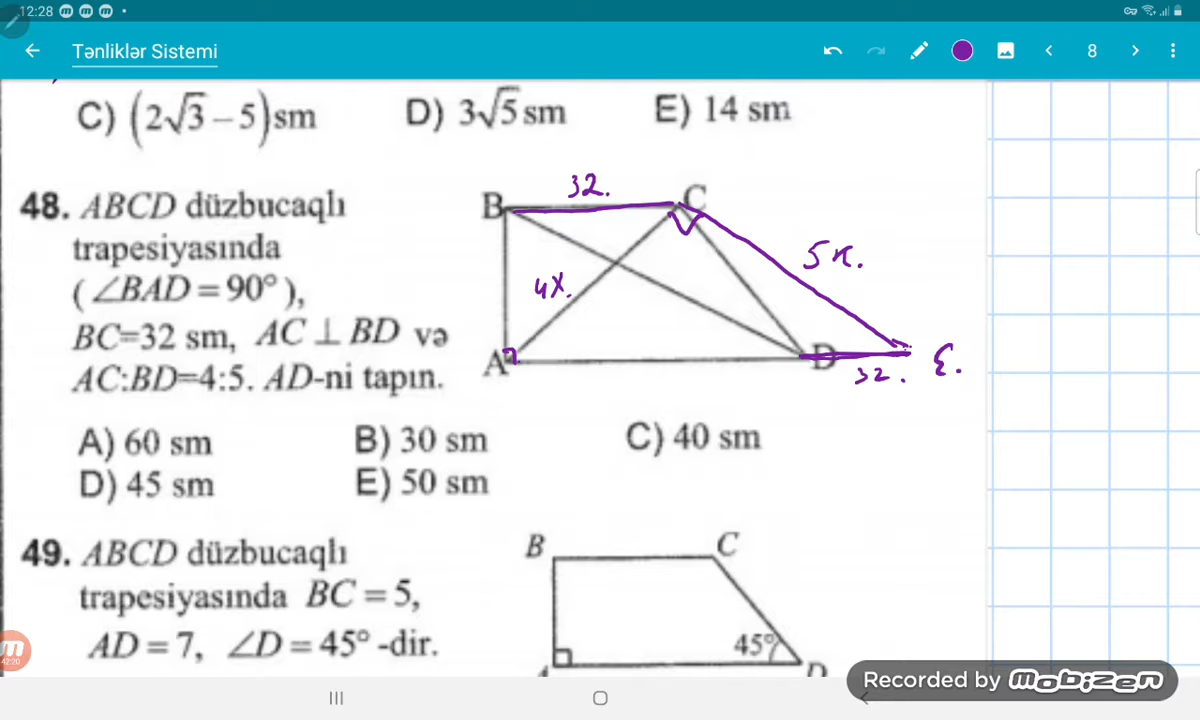 12:28
Tənliklər Sistemi
8
C) (2√3 – 5) sm D) 3√5 sm E) 14 sm
48. ABCD düzbucaqlı
trapesiyasında
(∠BAD = 90°),
BC=32 sm, AC ⊥ BD və
AC:BD=4:5. AD-ni tapın.
B 32. C
4x. 5x.
A D 32. E.
A) 60 sm B) 30 sm C) 40 sm
D) 45 sm E) 50 sm
49. ABCD düzbucaqlı
trapesiyasında BC = 5,
AD = 7, ∠D = 45° -dir.
B C
45°
D
42:20
Recorded by mobizen